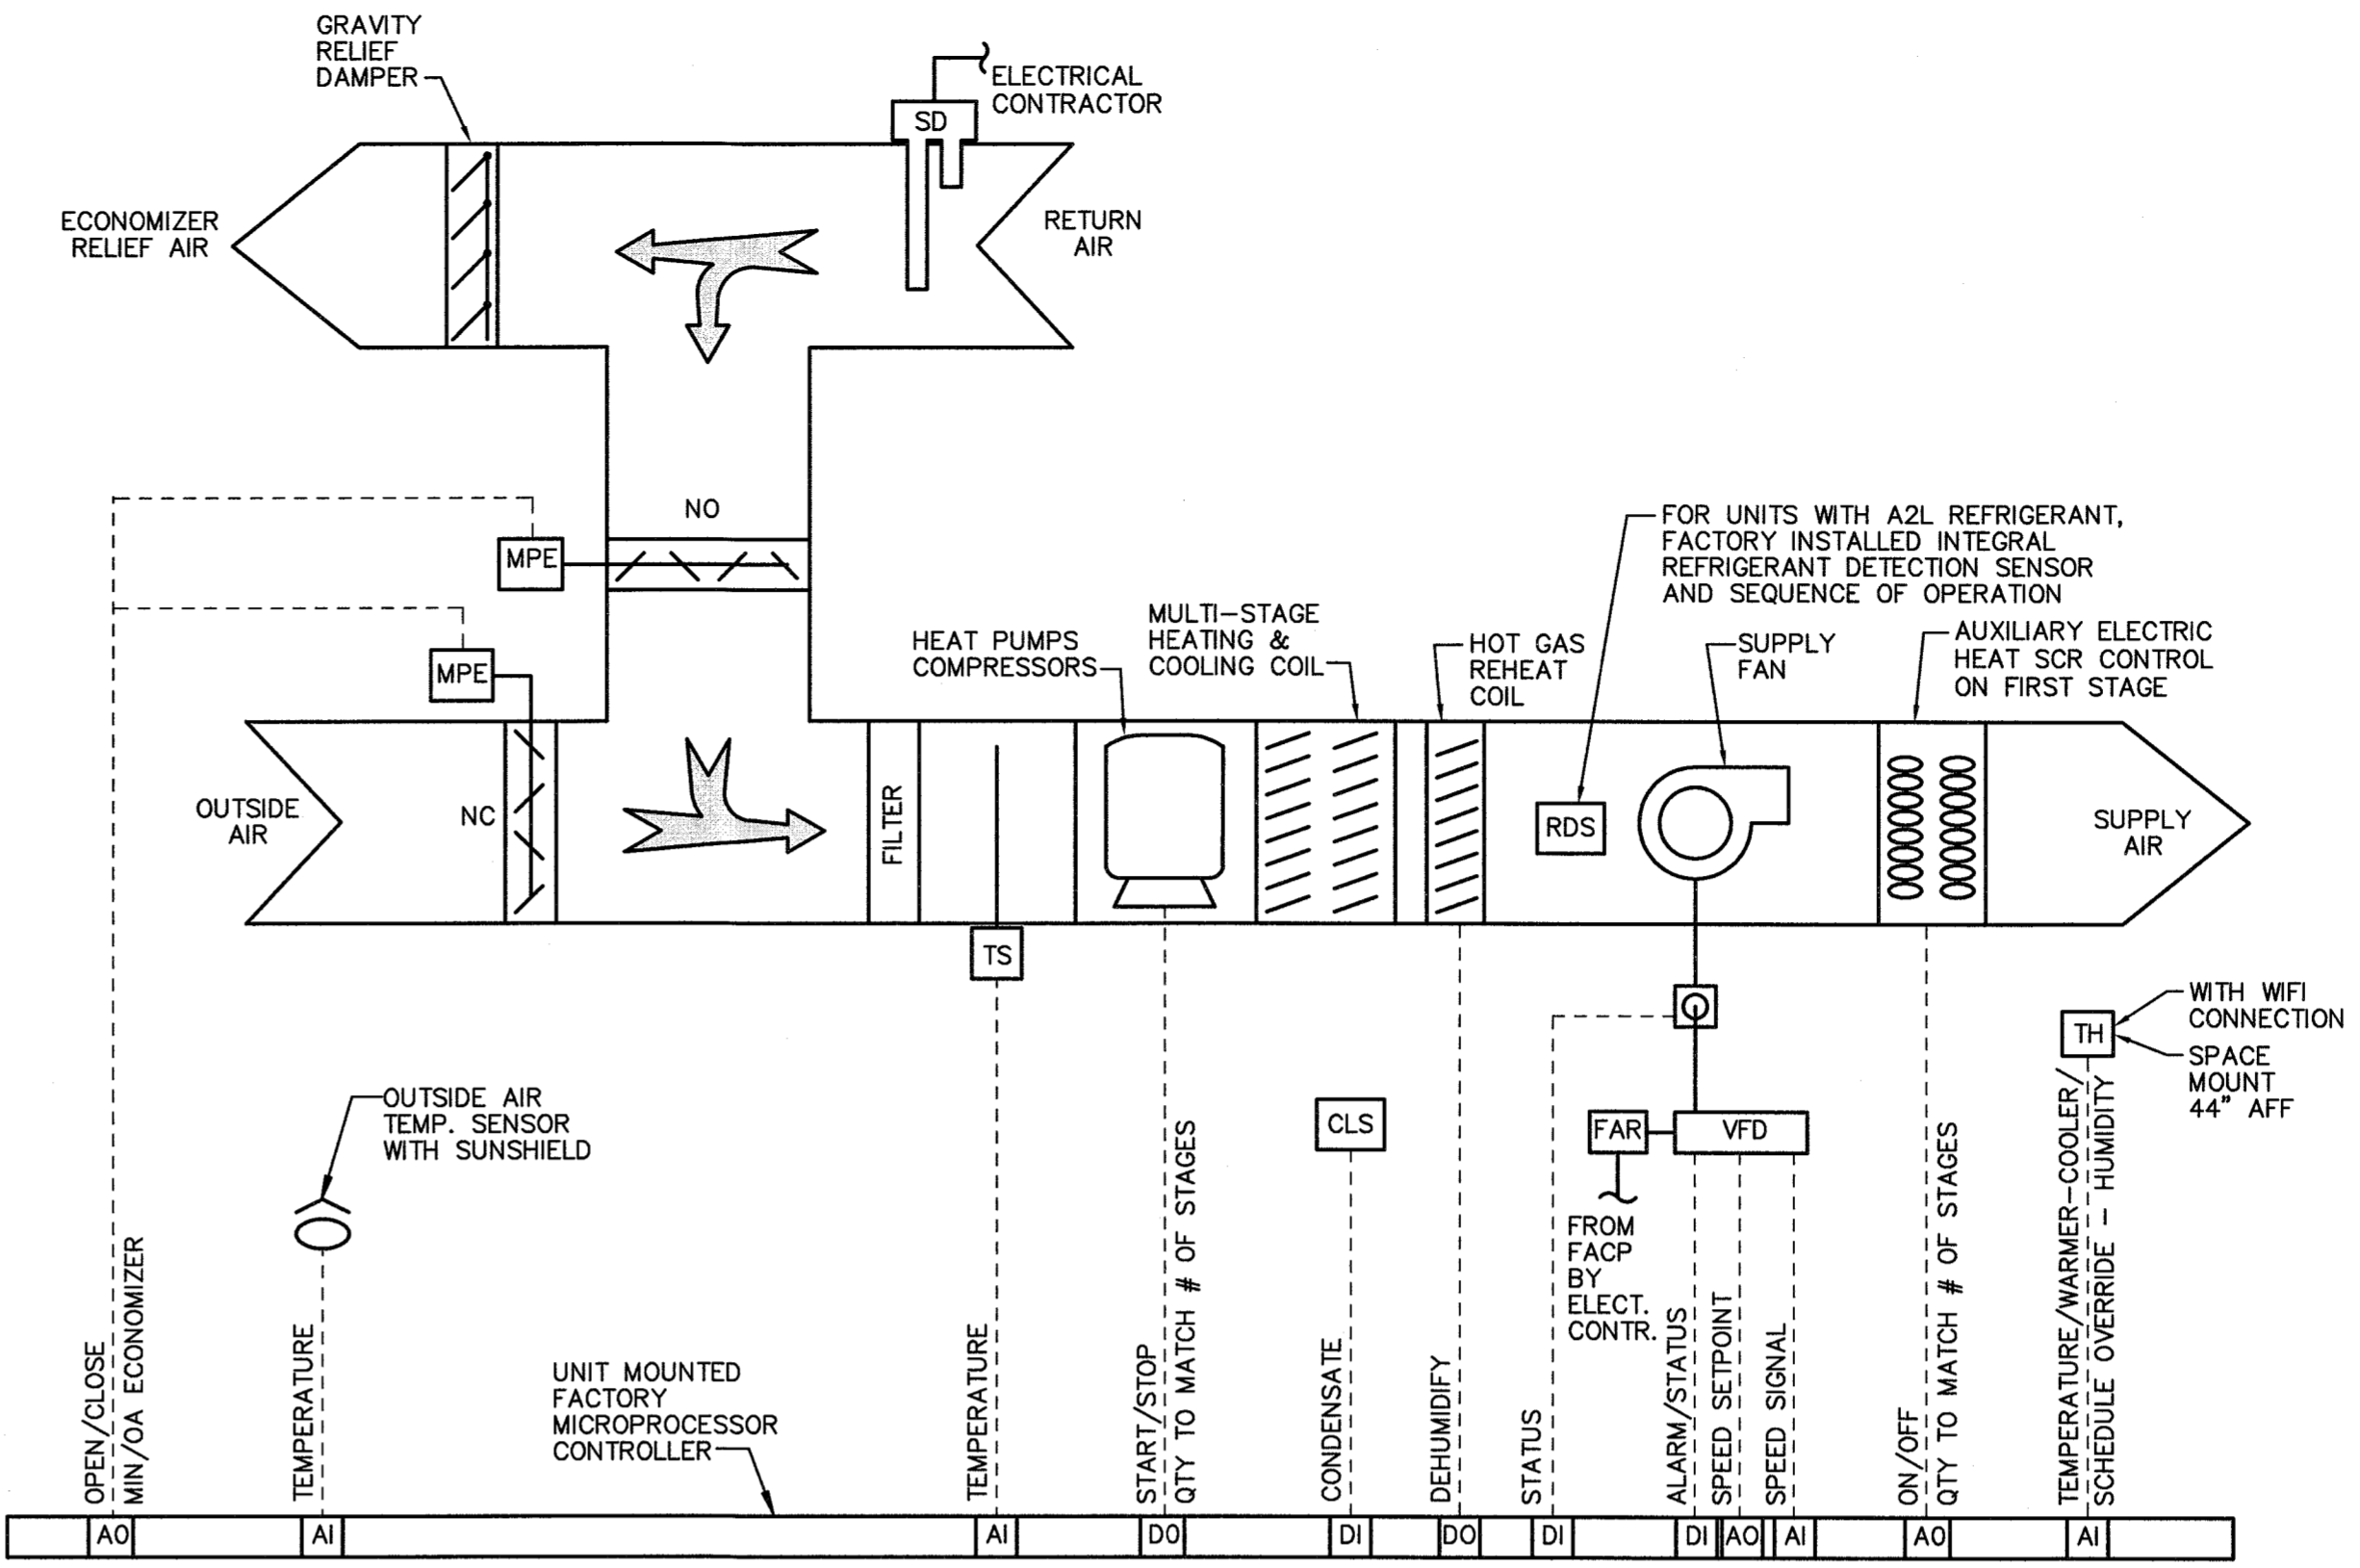 GRAVITY
RELIEF
DAMPER
ELECTRICAL
CONTRACTOR
SD
ECONOMIZER
RELIEF AIR
RETURN
AIR
NO
MPE
MPE
FOR UNITS WITH A2L REFRIGERANT,
FACTORY INSTALLED INTEGRAL
REFRIGERANT DETECTION SENSOR
AND SEQUENCE OF OPERATION
HEAT PUMPS
COMPRESSORS
MULTI-STAGE
HEATING &
COOLING COIL
HOT GAS
REHEAT
COIL
SUPPLY
FAN
AUXILIARY ELECTRIC
HEAT SCR CONTROL
ON FIRST STAGE
OUTSIDE
AIR
NC
FILTER
RDS
SUPPLY
AIR
TS
TH
WITH WIFI
CONNECTION
SPACE
MOUNT
44" AFF
OUTSIDE AIR
TEMP. SENSOR
WITH SUNSHIELD
CLS
FAR
VFD
FROM
FACP
BY
ELECT.
CONTR.
UNIT MOUNTED
FACTORY
MICROPROCESSOR
CONTROLLER
OPEN/CLOSE
MIN/OA ECONOMIZER
TEMPERATURE
TEMPERATURE
START/STOP
QTY TO MATCH # OF STAGES
CONDENSATE
DEHUMIDIFY
STATUS
ALARM/STATUS
SPEED SETPOINT
SPEED SIGNAL
ON/OFF
QTY TO MATCH # OF STAGES
TEMPERATURE/WARMER-COOLER/
SCHEDULE OVERRIDE - HUMIDITY
AO
AI
AI
DO
DI
DO
DI
DI
AO
AI
AO
AI